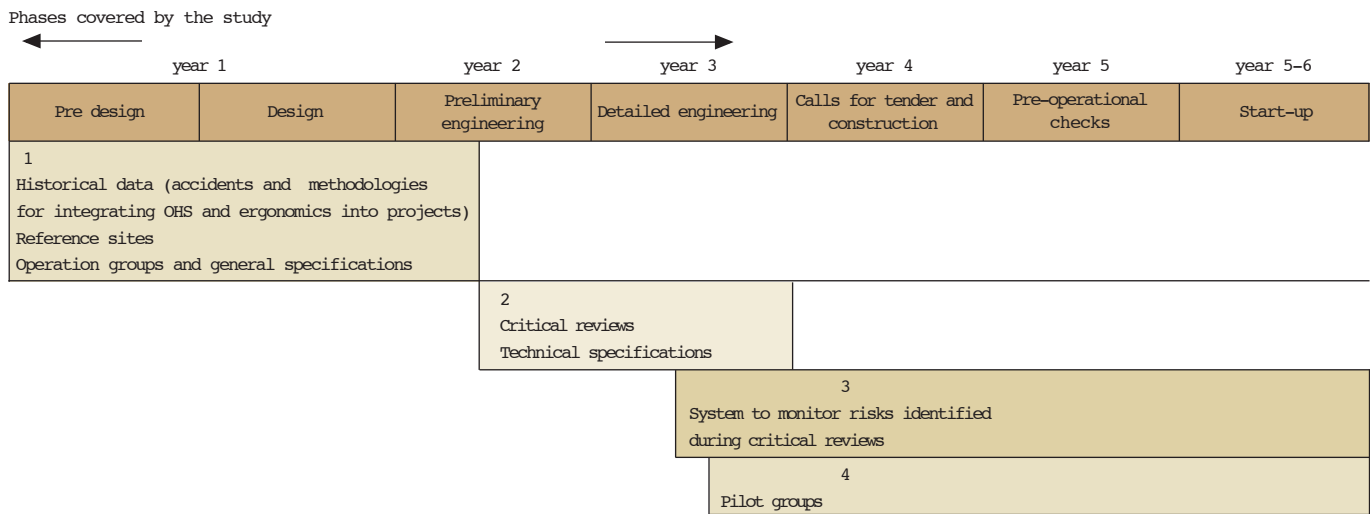 Phases covered by the study
year 1 year 2 year 3 year 4 year 5 year 5-6
Pre design Design Preliminary engineering Detailed engineering Calls for tender and construction Pre-operational checks Start-up
1
Historical data (accidents and methodologies
for integrating OHS and ergonomics into projects)
Reference sites
Operation groups and general specifications
2
Critical reviews
Technical specifications
3
System to monitor risks identified
during critical reviews
4
Pilot groups